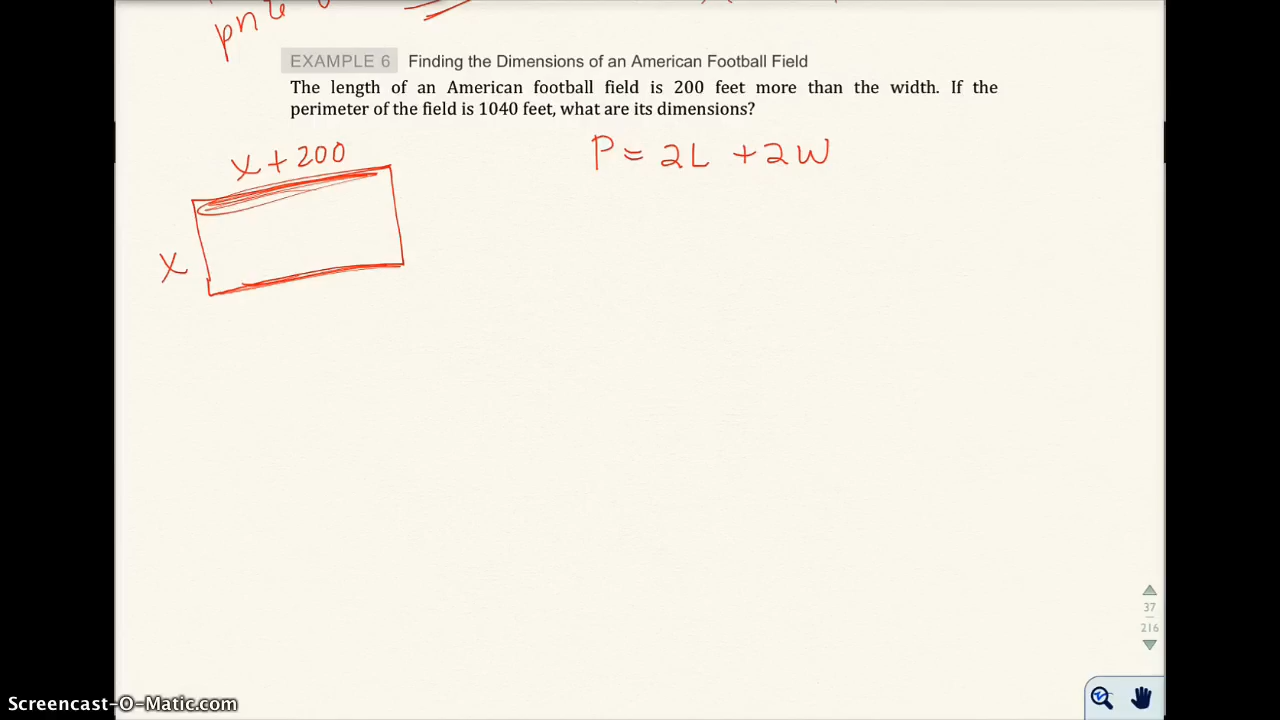 pr
EXAMPLE 6 Finding the Dimensions of an American Football Field
The length of an American football field is 200 feet more than the width. If the
perimeter of the field is 1040 feet, what are its dimensions?
x + 200
P = 2L + 2W
x
37
216
Screencast-O-Matic.com